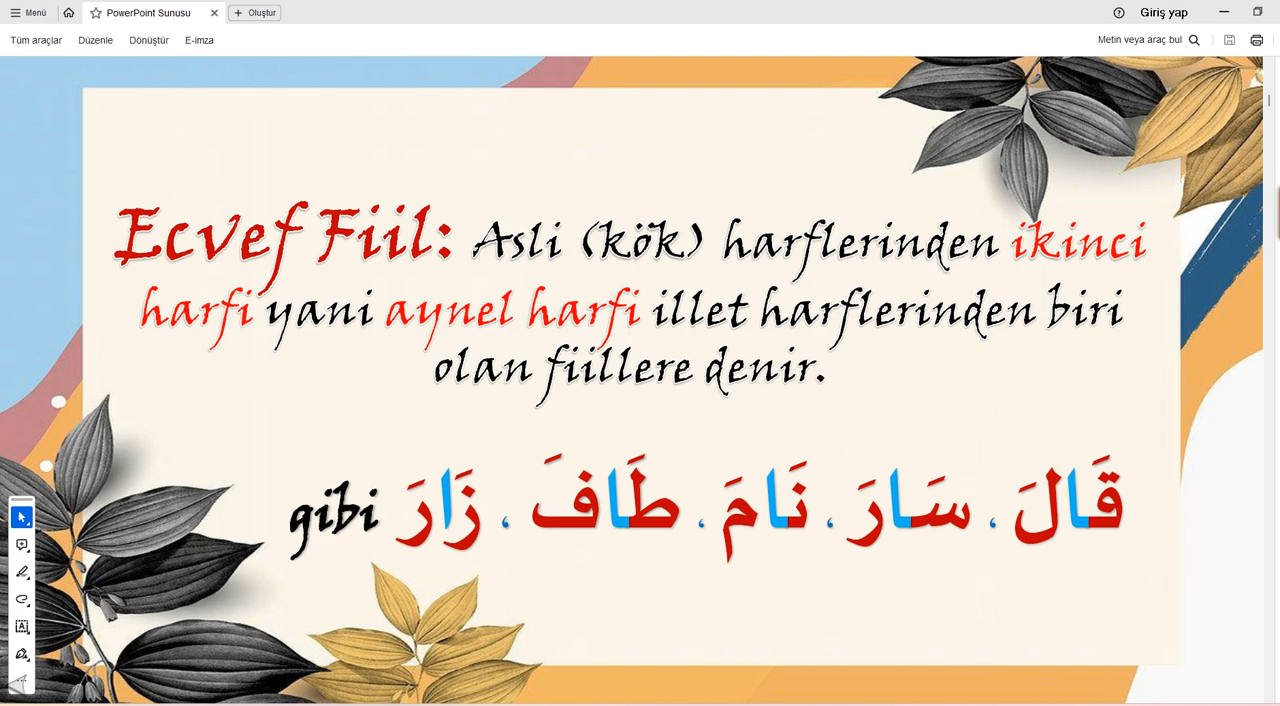 Menü
PowerPoint Sunusu
Oluştur
Giriş yap
Tüm araçlar
Düzenle
Dönüştür
E-imza
Metin veya araç bul
Ecvef Fiil: Asli (kök) harflerinden ikinci
harfi yani aynel harfi illet harflerinden biri
olan fiillere denir.
قَالَ ، سَارَ ، نَامَ ، طَافَ ، زَارَ gibi